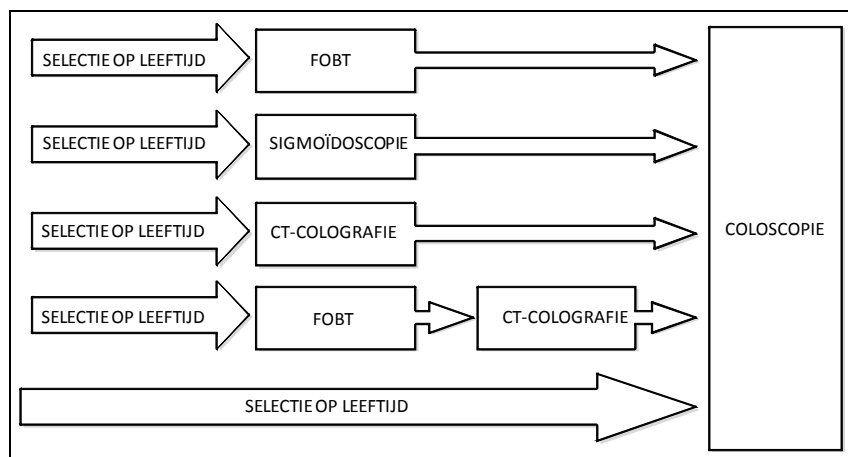 SELECTIE OP LEEFTIJD
FOBT
SELECTIE OP LEEFTIJD
SIGMOÏDOSCOPIE
SELECTIE OP LEEFTIJD
CT-COLOGRAFIE
COLOSCOPIE
SELECTIE OP LEEFTIJD
FOBT
CT-COLOGRAFIE
SELECTIE OP LEEFTIJD